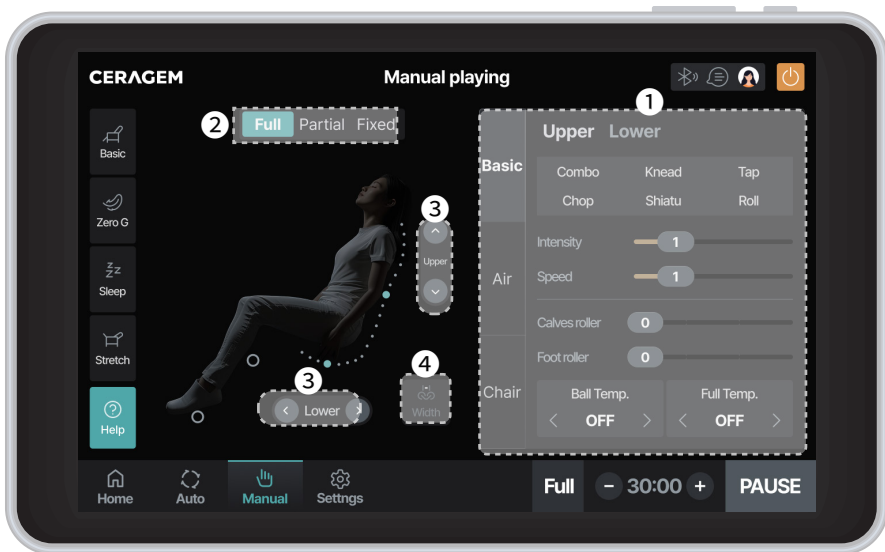 CERAGEM
Manual playing
1
2
Full Partial Fixed
Upper Lower
Basic
Basic
Combo Knead Tap
Chop Shiatu Roll
Zero G
3
Upper
Intensity 1
Air
Speed 1
Sleep
Calves roller 0
Stretch
Foot roller 0
3
4
Chair
Ball Temp. Full Temp.
Lower
Width
OFF OFF
Help
Home Auto Manual Settngs
Full - 30:00 + PAUSE